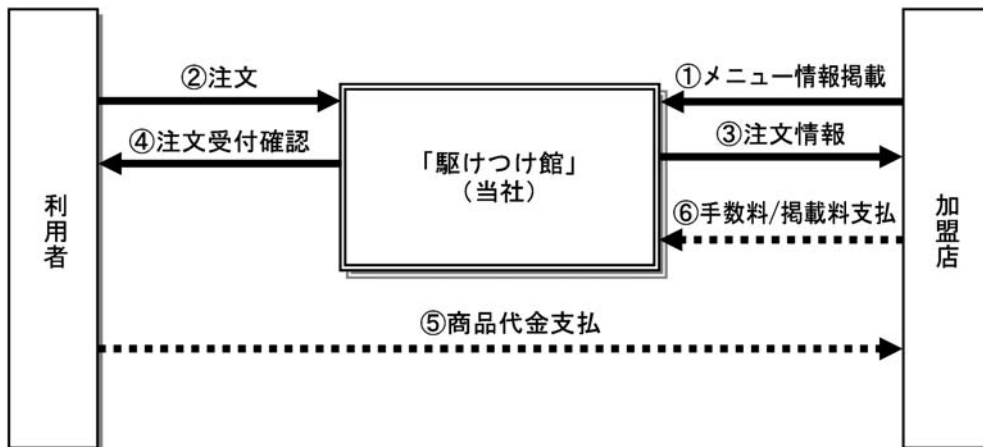 ②注文
①メニュー情報掲載
④注文受付確認
③注文情報
「駆けつけ館」
（当社）
⑥手数料/掲載料支払
利用者
加盟店
⑤商品代金支払